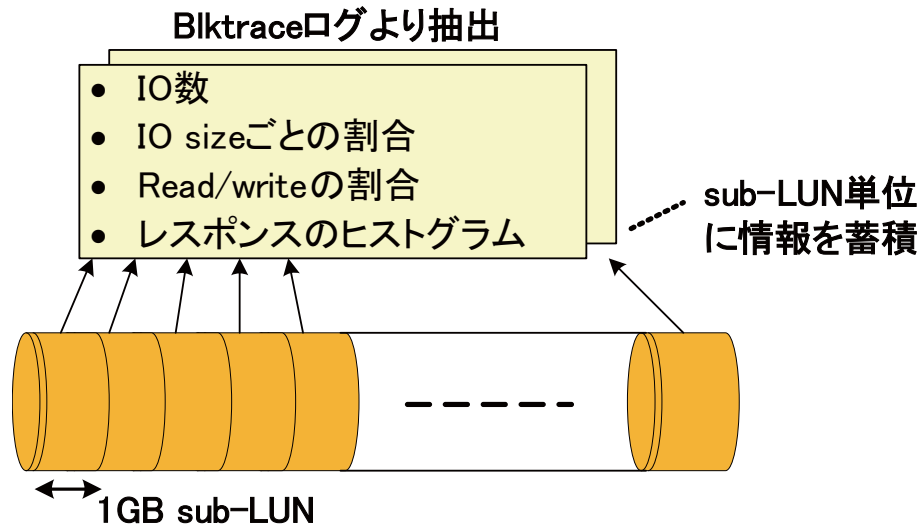 Blktraceログより抽出
● IO数
● IO sizeごとの割合
● Read/writeの割合
● レスポンスのヒストグラム
sub-LUN単位
に情報を蓄積
1GB sub-LUN